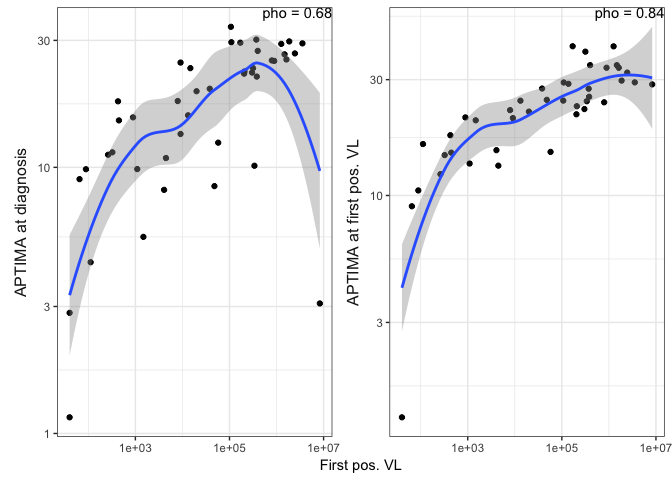 pho = 0.68
30
10
3
1
1e+03
1e+05
1e+07
APTIMA at diagnosis
pho = 0.84
30
10
3
1e+03
1e+05
1e+07
APTIMA at first pos. VL
First pos. VL